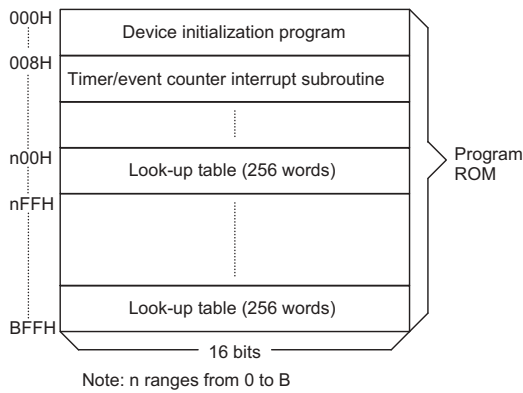 000H
Device initialization program
008H
Timer/event counter interrupt subroutine
n00H
Look-up table (256 words)
nFFH
Program
ROM
Look-up table (256 words)
BFFH
16 bits
Note: n ranges from 0 to B